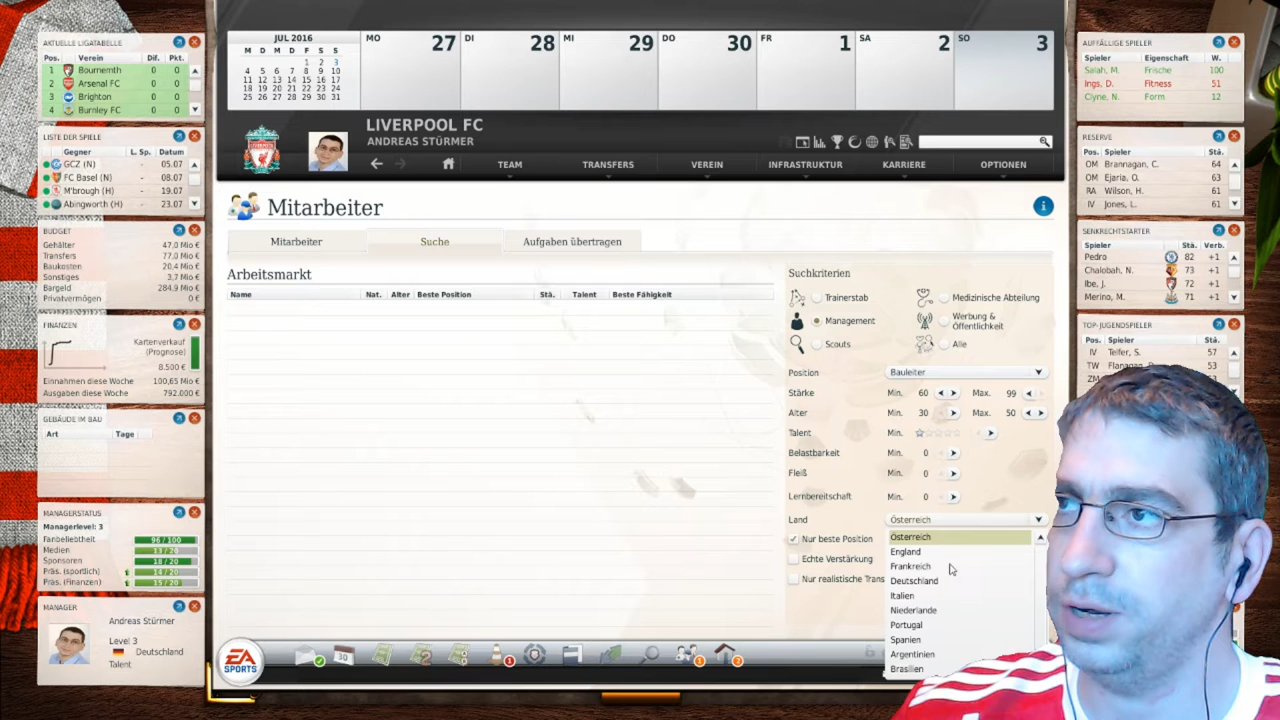 AKTUELLE LIGATABELLE
Pos. Verein Dif. Pkt.
1 Bournemth 0 0
2 Arsenal FC 0 0
3 Brighton 0 0
4 Burnley FC 0 0
LISTE DER SPIELE
Gegner L. Sp. Datum
GCZ (N) - 05.07
FC Basel (N) - 08.07
M'brough (H) - 19.07
Abingworth (H) - 23.07
BUDGET
Gehälter 47,0 Mio €
Transfers 77,0 Mio €
Baukosten 20,4 Mio €
Sonstiges 3,7 Mio €
Bargeld 284,9 Mio €
Privatvermögen 0 €
FINANZEN
Kartenverkauf
(Prognose)
8.500 €
Einnahmen diese Woche 100,65 Mio €
Ausgaben diese Woche 792.000 €
GEBÄUDE IM BAU
Art Tage
MANAGERSTATUS
Managerlevel: 3
Fanbeliebtheit 96 / 100
Medien 13 / 20
Sponsoren 18 / 20
Präs. (sportlich) 14 / 20
Präs. (Finanzen) 15 / 20
MANAGER
Andreas Stürmer
Level 3
Deutschland
Talent
JUL 2016
M D M D F S S
1 2 3
4 5 6 7 8 9 10
11 12 13 14 15 16 17
18 19 20 21 22 23 24
25 26 27 28 29 30 31
MO 27 DI 28 MI 29 DO 30 FR 1 SA 2 SO 3
LIVERPOOL FC
ANDREAS STÜRMER
TEAM TRANSFERS VEREIN INFRASTRUKTUR KARRIERE OPTIONEN
Mitarbeiter
Mitarbeiter Suche Aufgaben übertragen
Arbeitsmarkt
Name Nat. Alter Beste Position Stä. Talent Beste Fähigkeit
Suchkriterien
Trainerstab Medizinische Abteilung
Management Werbung &
Öffentlichkeit
Scouts Alle
Position Bauleiter
Stärke Min. 60 Max. 99
Alter Min. 30 Max. 50
Talent Min.
Belastbarkeit Min. 0
Fleiß Min. 0
Lernbereitschaft Min. 0
Land Österreich
Nur beste Position
Echte Verstärkung
Nur realistische Trans
Österreich
England
Frankreich
Deutschland
Italien
Niederlande
Portugal
Spanien
Argentinien
Brasilien
EA
SPORTS
30
2
1
1
2
AUFFÄLLIGE SPIELER
Spieler Eigenschaft W.
Salah, M. Frische 100
Ings, D. Fitness 51
Clyne, N. Form 12
RESERVE
Pos. Spieler Stä.
OM Brannagan, C. 64
OM Ejaria, O. 63
RA Wilson, H. 61
IV Jones, L. 61
SENKRECHTSTARTER
Spieler Stä. Verb.
Pedro 82 +1
Chalobah, N. 73 +1
Ibe, J. 72 +1
Merino, M. 71 +1
TOP-JUGENDSPIELER
Pos. Spieler Stä.
IV Telfer, S. 57
TW Flanagan, 53
ZM